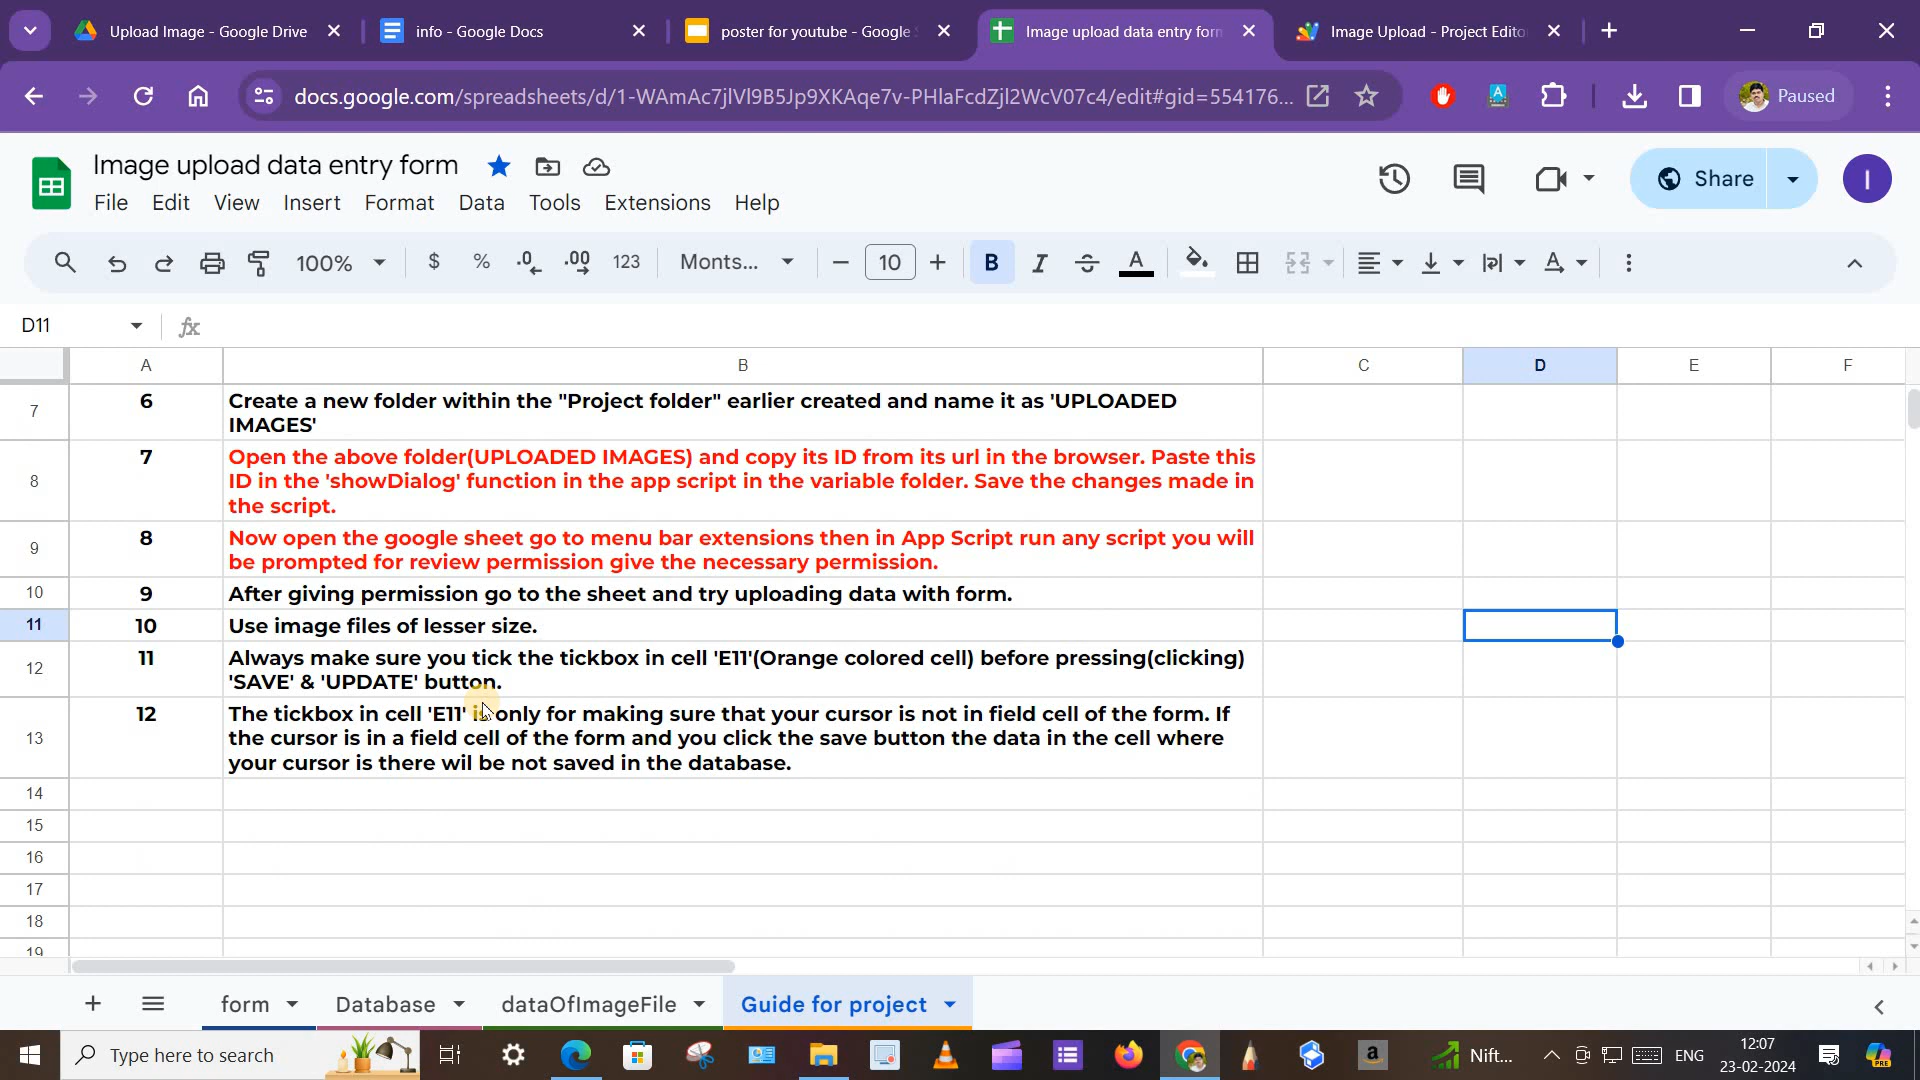 Upload Image - Google Drive
info - Google Docs
poster for youtube - Google S
Image upload data entry form
Image Upload - Project Edito
docs.google.com/spreadsheets/d/1-WAmAc7jlVl9B5Jp9XKAqe7v-PHlaFcdZjl2WcV07c4/edit#gid=554176...
Paused
Image upload data entry form
File Edit View Insert Format Data Tools Extensions Help
Share
I
100%
$ % .0 .00 123
Monts...
10
B I A
D11
fx
A B C D E F
7 6 Create a new folder within the "Project folder" earlier created and name it as 'UPLOADED
IMAGES'
8 7 Open the above folder(UPLOADED IMAGES) and copy its ID from its url in the browser. Paste this
ID in the 'showDialog' function in the app script in the variable folder. Save the changes made in
the script.
9 8 Now open the google sheet go to menu bar extensions then in App Script run any script you will
be prompted for review permission give the necessary permission.
10 9 After giving permission go to the sheet and try uploading data with form.
11 10 Use image files of lesser size.
12 11 Always make sure you tick the tickbox in cell 'E11'(Orange colored cell) before pressing(clicking)
'SAVE' & 'UPDATE' button.
13 12 The tickbox in cell 'E11' is only for making sure that your cursor is not in field cell of the form. If
the cursor is in a field cell of the form and you click the save button the data in the cell where
your cursor is there wil be not saved in the database.
14
15
16
17
18
19
form
Database
dataOfImageFile
Guide for project
Type here to search
Nift...
ENG
12:07
23-02-2024